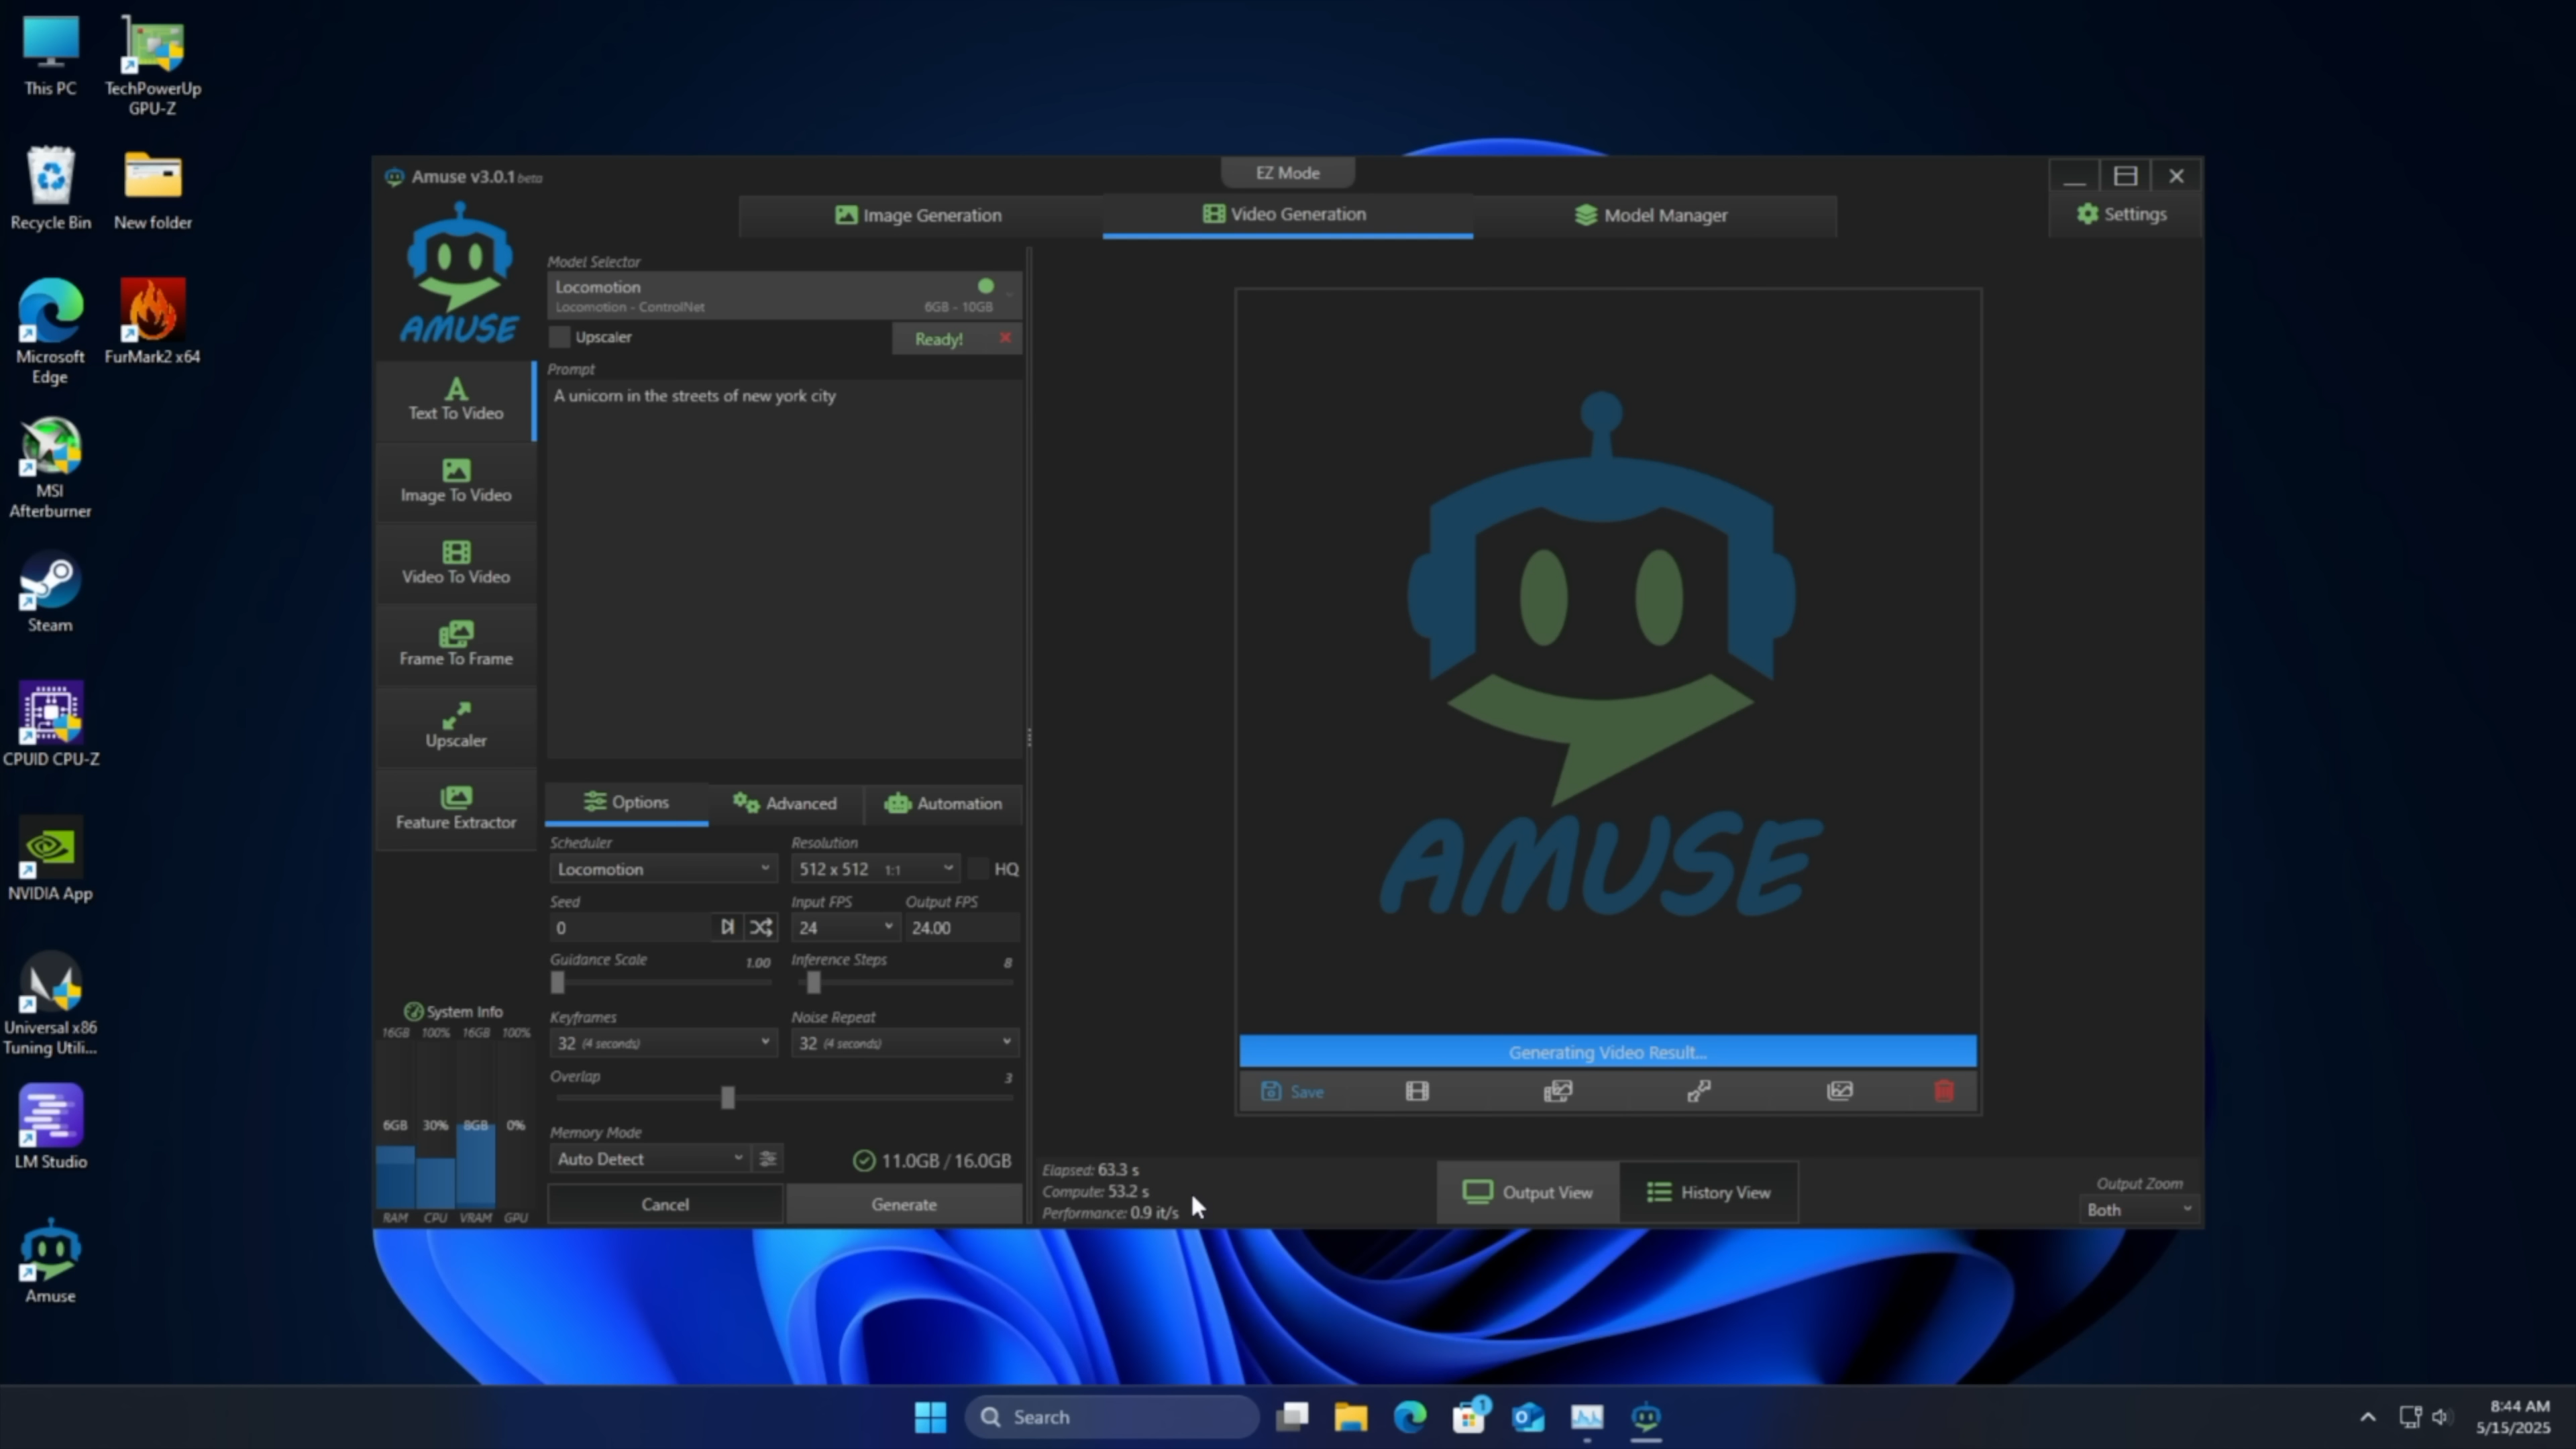 This PC
TechPowerUp
GPU-Z
Recycle Bin
New folder
Microsoft
Edge
FurMark2 x64
MSI
Afterburner
Steam
CPUID CPU-Z
NVIDIA App
Universal x86
Tuning Utili...
LM Studio
Amuse
Amuse v3.0.1 beta
EZ Mode
AMUSE
Image Generation
Video Generation
Model Manager
Settings
Text To Video
Image To Video
Video To Video
Frame To Frame
Upscaler
Feature Extractor
System Info
16GB 100% 16GB 100%
6GB 30% 8GB 0%
RAM CPU VRAM GPU
Model Selector
Locomotion
Locomotion - ControlNet 6GB - 10GB
Upscaler
Ready!
Prompt
A unicorn in the streets of new york city
Options
Advanced
Automation
Scheduler
Resolution
Locomotion
512 x 512 1:1
HQ
Seed
Input FPS
Output FPS
0
24
24.00
Guidance Scale 1.00
Inference Steps 8
Keyframes
Noise Repeat
32 (4 seconds)
32 (4 seconds)
Overlap 3
Memory Mode
Auto Detect
11.0GB / 16.0GB
Cancel
Generate
AMUSE
Generating Video Result...
Save
Elapsed: 63.3 s
Compute: 53.2 s
Performance: 0.9 it/s
Output View
History View
Output Zoom
Both
Search
1
8:44 AM
5/15/2025